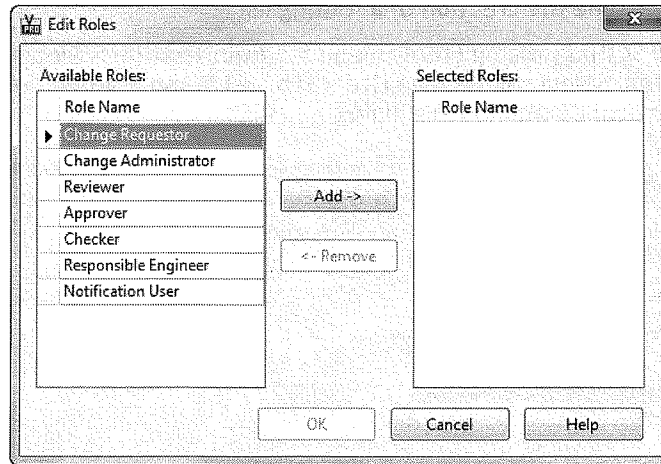 V
PRO
Edit Roles
Available Roles:
Selected Roles:
Role Name
Role Name
Change Requestor
Change Administrator
Reviewer
Approver
Checker
Responsible Engineer
Notification User
Add ->
<- Remove
OK
Cancel
Help